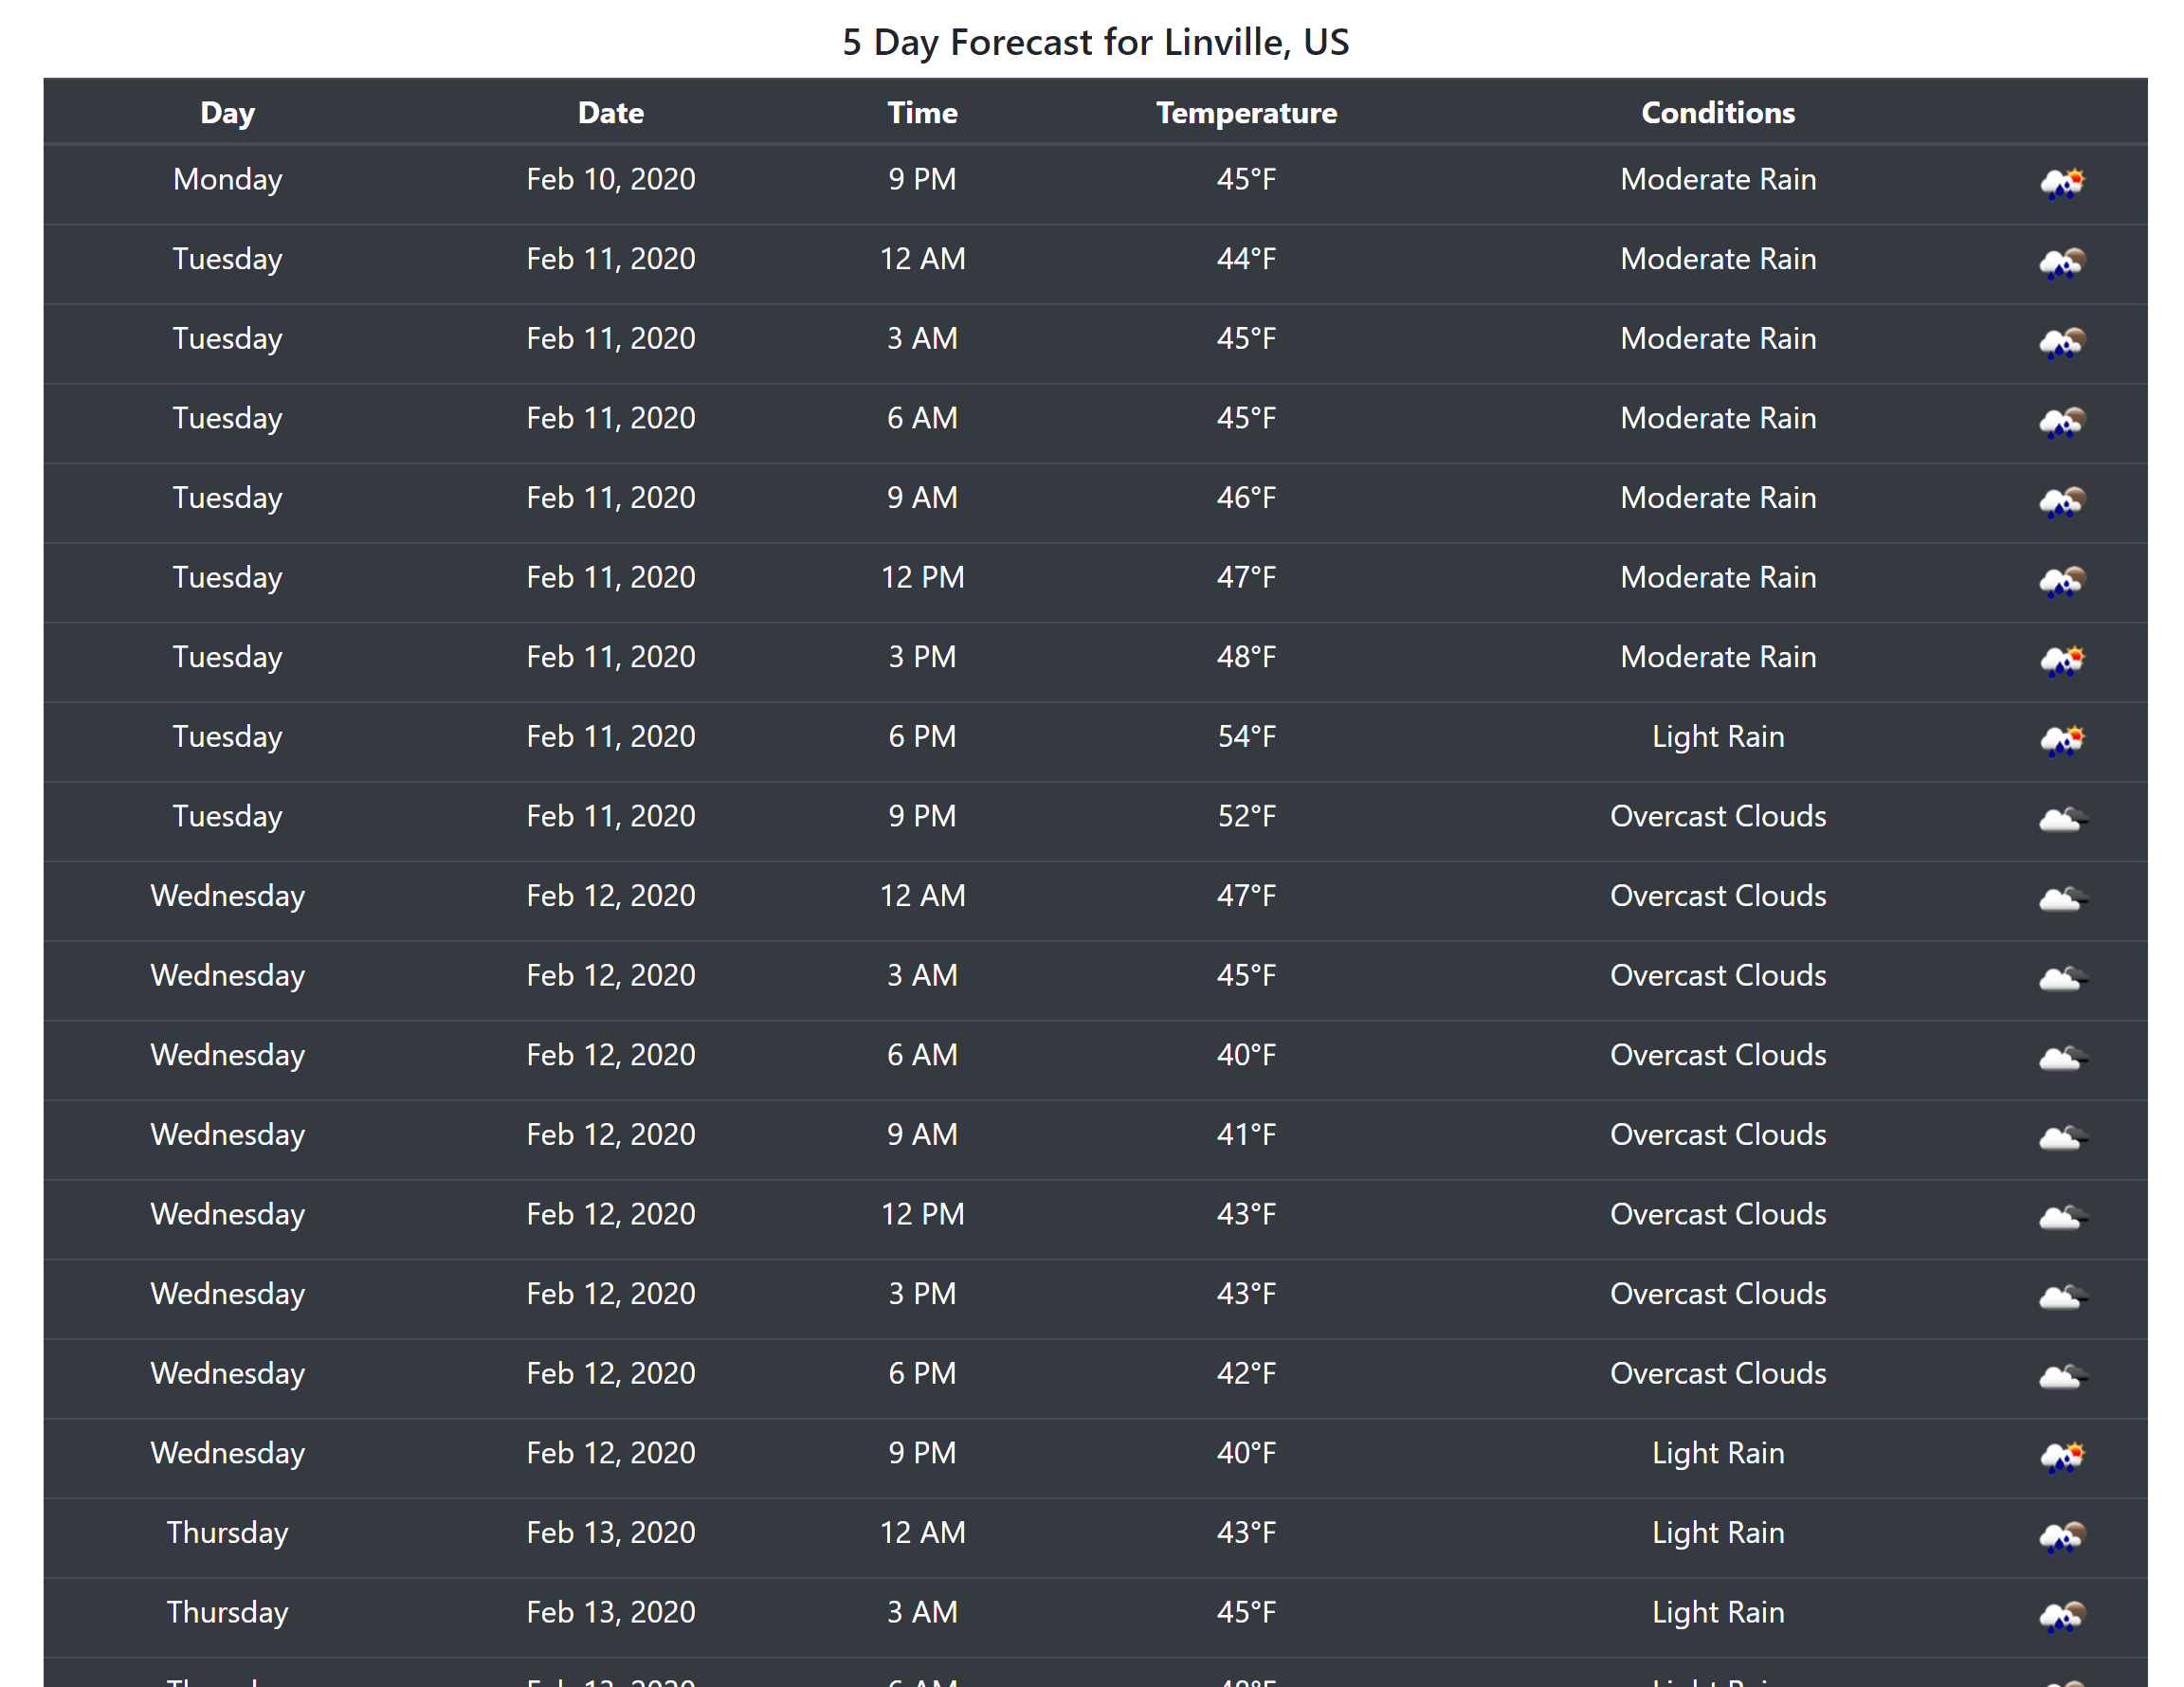 5 Day Forecast for Linville, US
Day Date Time Temperature Conditions
Monday Feb 10, 2020 9 PM 45°F Moderate Rain
Tuesday Feb 11, 2020 12 AM 44°F Moderate Rain
Tuesday Feb 11, 2020 3 AM 45°F Moderate Rain
Tuesday Feb 11, 2020 6 AM 45°F Moderate Rain
Tuesday Feb 11, 2020 9 AM 46°F Moderate Rain
Tuesday Feb 11, 2020 12 PM 47°F Moderate Rain
Tuesday Feb 11, 2020 3 PM 48°F Moderate Rain
Tuesday Feb 11, 2020 6 PM 54°F Light Rain
Tuesday Feb 11, 2020 9 PM 52°F Overcast Clouds
Wednesday Feb 12, 2020 12 AM 47°F Overcast Clouds
Wednesday Feb 12, 2020 3 AM 45°F Overcast Clouds
Wednesday Feb 12, 2020 6 AM 40°F Overcast Clouds
Wednesday Feb 12, 2020 9 AM 41°F Overcast Clouds
Wednesday Feb 12, 2020 12 PM 43°F Overcast Clouds
Wednesday Feb 12, 2020 3 PM 43°F Overcast Clouds
Wednesday Feb 12, 2020 6 PM 42°F Overcast Clouds
Wednesday Feb 12, 2020 9 PM 40°F Light Rain
Thursday Feb 13, 2020 12 AM 43°F Light Rain
Thursday Feb 13, 2020 3 AM 45°F Light Rain